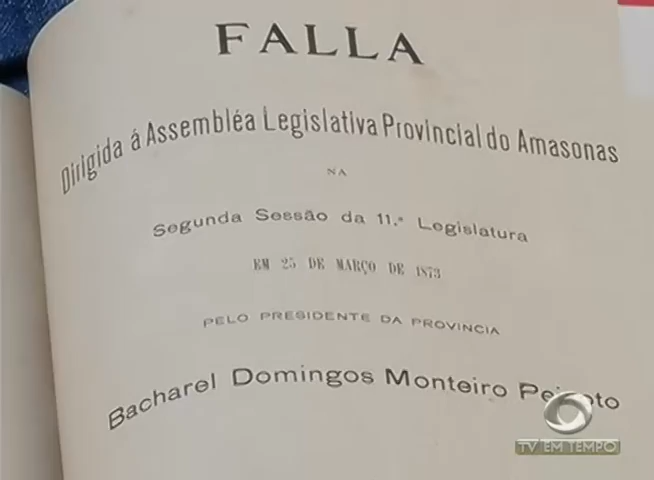 FALLA
Dirigida á Assembléa Legislativa Provincial do Amasonas
NA
Segunda Sessão da 11.ª Legislatura
EM 25 DE MARÇO DE 1873
PELO PRESIDENTE DA PROVINCIA
Bacharel Domingos Monteiro Peixoto
TV EM TEMPO